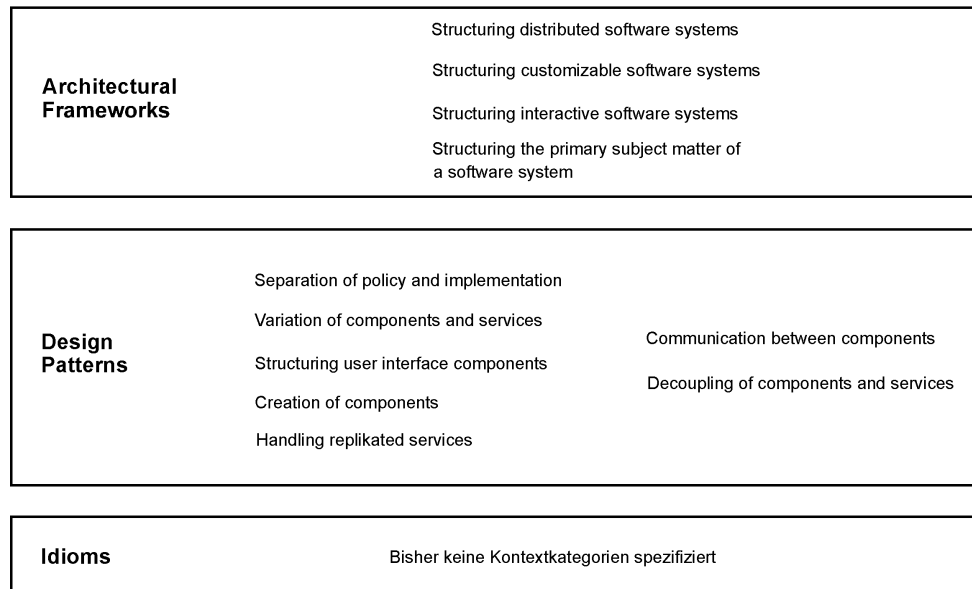 Architectural
Frameworks
Structuring distributed software systems
Structuring customizable software systems
Structuring interactive software systems
Structuring the primary subject matter of
a software system
Design
Patterns
Separation of policy and implementation
Variation of components and services
Structuring user interface components
Creation of components
Handling replikated services
Communication between components
Decoupling of components and services
Idioms
Bisher keine Kontextkategorien spezifiziert